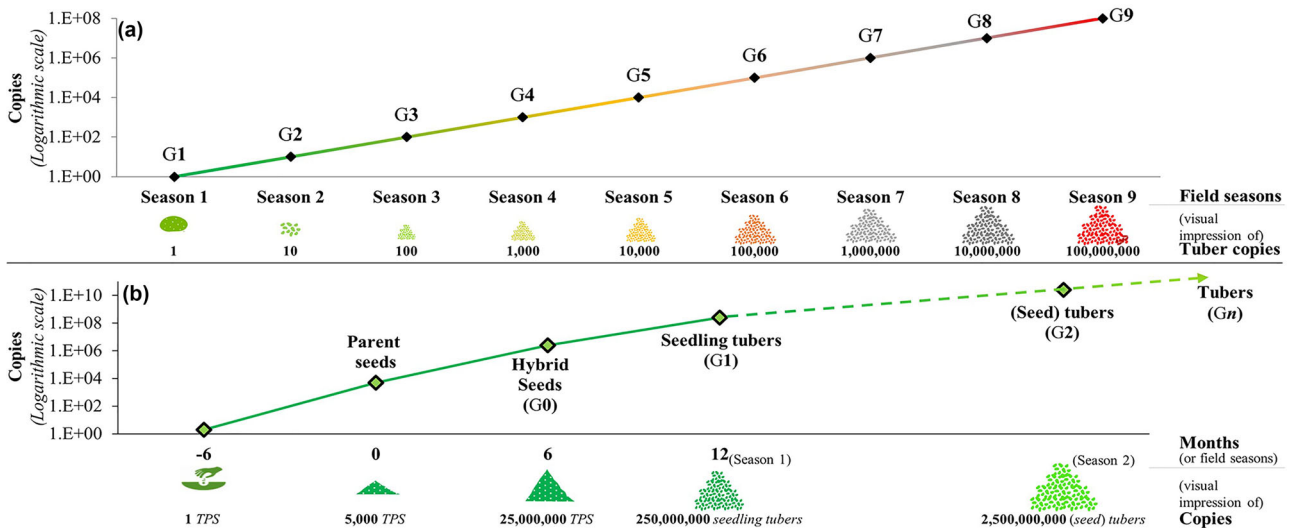 (a)
Copies
(Logarithmic scale)
1.E+08
1.E+06
1.E+04
1.E+02
1.E+00
G1
G2
G3
G4
G5
G6
G7
G8
G9
Season 1 Season 2 Season 3 Season 4 Season 5 Season 6 Season 7 Season 8 Season 9 Field seasons
(visual
impression of)
1 10 100 1,000 10,000 100,000 1,000,000 10,000,000 100,000,000 Tuber copies
(b)
Copies
(Logarithmic scale)
1.E+10
1.E+08
1.E+06
1.E+04
1.E+02
1.E+00
Parent
seeds
Hybrid
Seeds
(G0)
Seedling tubers
(G1)
(Seed) tubers
(G2)
Tubers
(Gn)
-6 0 6 12 (Season 1) (Season 2) Months
(or field seasons)
(visual
impression of)
1 TPS 5,000 TPS 25,000,000 TPS 250,000,000 seedling tubers 2,500,000,000 (seed) tubers Copies